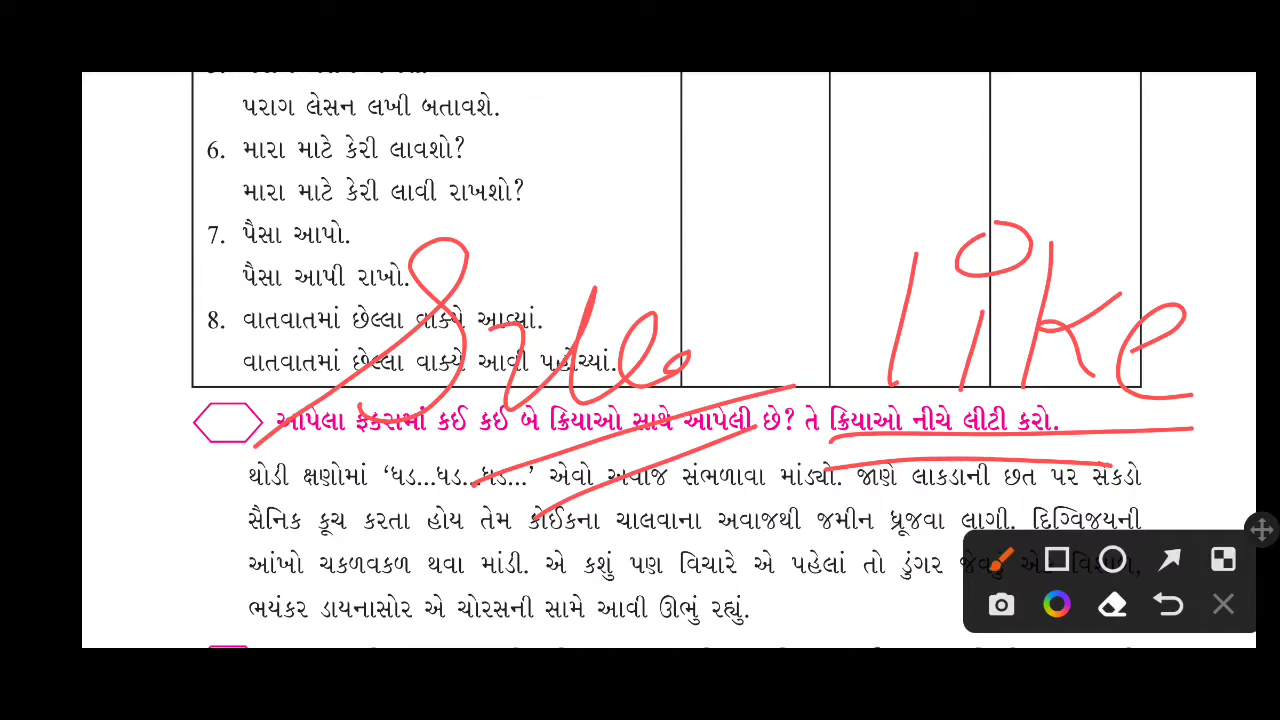 પરાગ લેસન લખી બતાવશે.
6. મારા માટે કેરી લાવશો?
મારા માટે કેરી લાવી રાખશો?
7. પૈસા આપો.
પૈસા આપી રાખો.
8. વાતવાતમાં છેલ્લા વાક્યે આવ્યાં.
વાતવાતમાં છેલ્લા વાક્યે આવી પહોંચ્યાં.
like
આપેલા ફકરામાં કઈ કઈ બે ક્રિયાઓ સાથે આપેલી છે? તે ક્રિયાઓ નીચે લીટી કરો.
થોડી ક્ષણોમાં ‘ધડ...ધડ...ધડ...’ એવો અવાજ સંભળાવા માંડ્યો. જાણે લાકડાની છત પર સેંકડો
સૈનિક કૂચ કરતા હોય તેમ કોઈકના ચાલવાના અવાજથી જમીન ધ્રૂજવા લાગી. દિગ્વિજયની
આંખો ચકળવકળ થવા માંડી. એ કશું પણ વિચારે એ પહેલાં તો ડુંગર જેવડું એક વિશાળ,
ભયંકર ડાયનાસોર એ ચોરસની સામે આવી ઊભું રહ્યું.